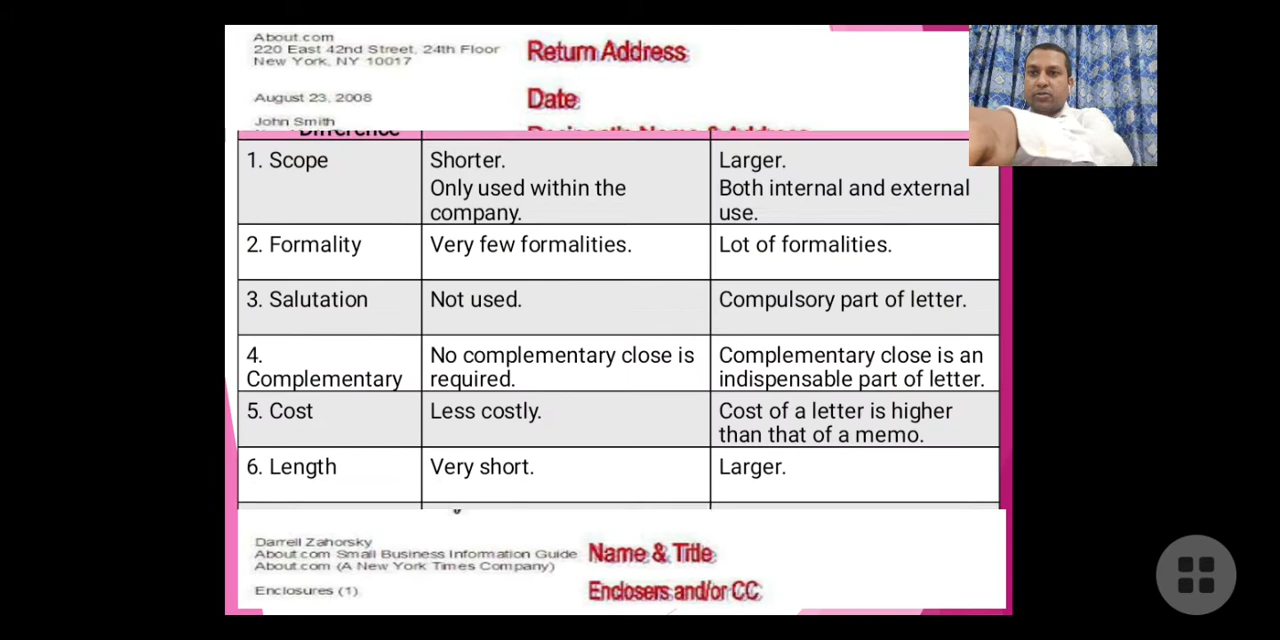 About.com
220 East 42nd Street, 24th Floor
New York, NY 10017
Return Address
August 23, 2008
Date
John Smith
Difference
Recipent's Name & Address
1. Scope
Shorter.
Only used within the
company.
Larger.
Both internal and external
use.
2. Formality
Very few formalities.
Lot of formalities.
3. Salutation
Not used.
Compulsory part of letter.
4.
Complementary
No complementary close is
required.
Complementary close is an
indispensable part of letter.
5. Cost
Less costly.
Cost of a letter is higher
than that of a memo.
6. Length
Very short.
Larger.
Darrell Zahorsky
About.com Small Business Information Guide
About.com (A New York Times Company)
Name & Title
Enclosures (1)
Enclosers and/or CC